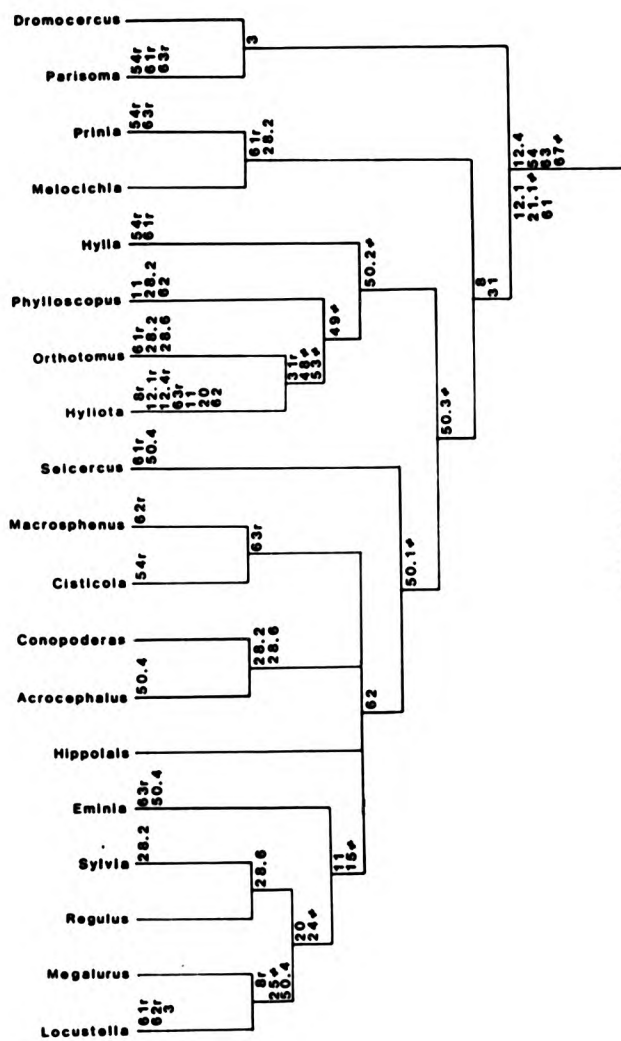 Dromocercus
3
Parisoma
54r
61r
63r
Prinia
54r
63r
61r
28.2
Melocichla
12.4
54
63
67≠
12.1
21.1≠
61
Hylia
54r
61r
50.2≠
8
31
Phylloscopus
11
28.2
62
49≠
Orthotomus
61r
28.2
28.6
31r
48≠
53≠
Hyliota
8r
12.1r
12.4r
63r
11
20
62
50.3≠
Seicercus
61r
50.4
Macrosphenus
62r
63r
Cisticola
54r
50.1≠
Conopoderas
28.2
28.6
Acrocephalus
50.4
62
Hippolais
Eminia
63r
50.4
11
15≠
Sylvia
28.2
28.6
Regulus
20
24≠
Megalurus
8r
25≠
50.4
Locustella
61r
62r
3